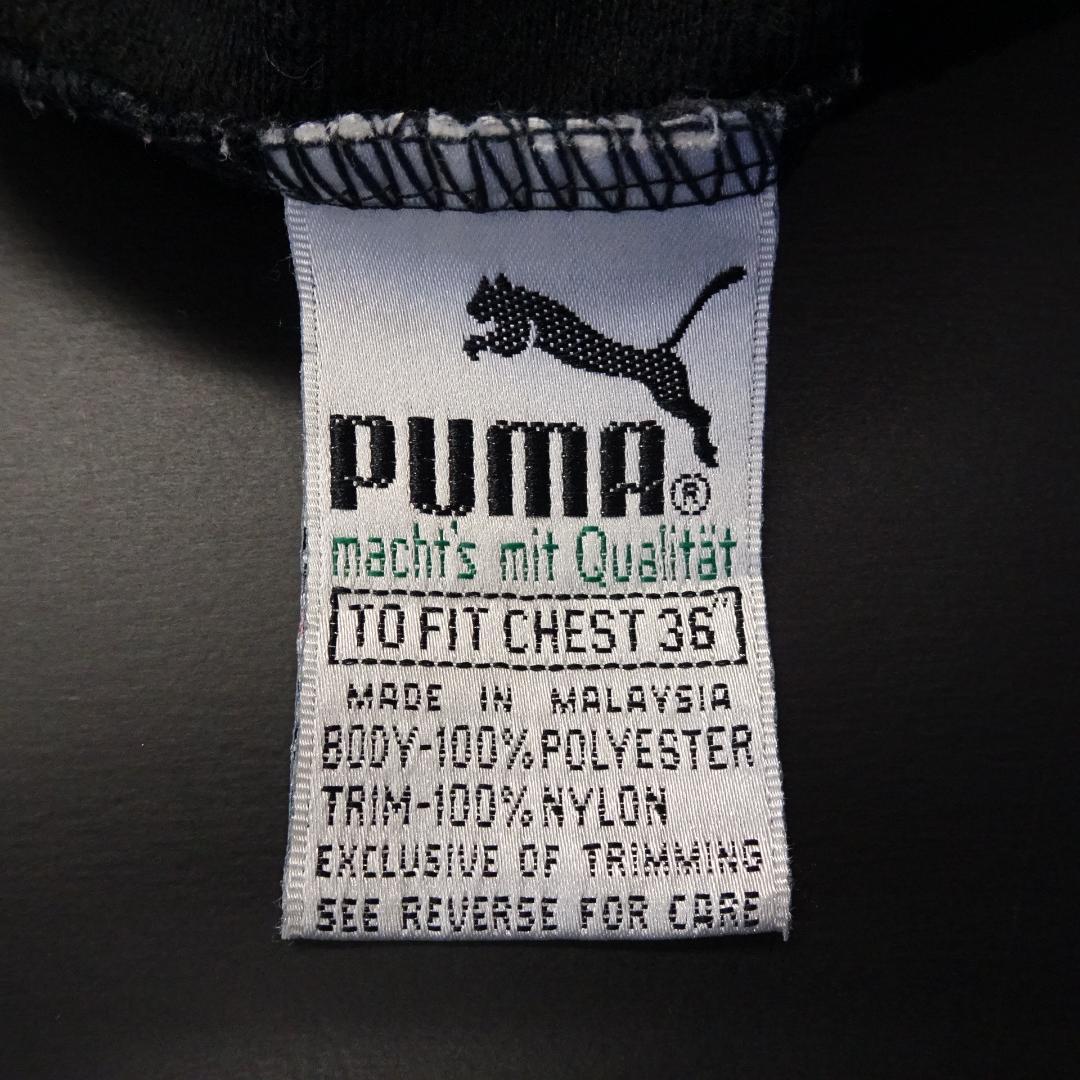 PUMA®
macht's mit Qualität
TO FIT CHEST 36"
MADE IN MALAYSIA
BODY-100% POLYESTER
TRIM-100% NYLON
EXCLUSIVE OF TRIMMING
SEE REVERSE FOR CARE